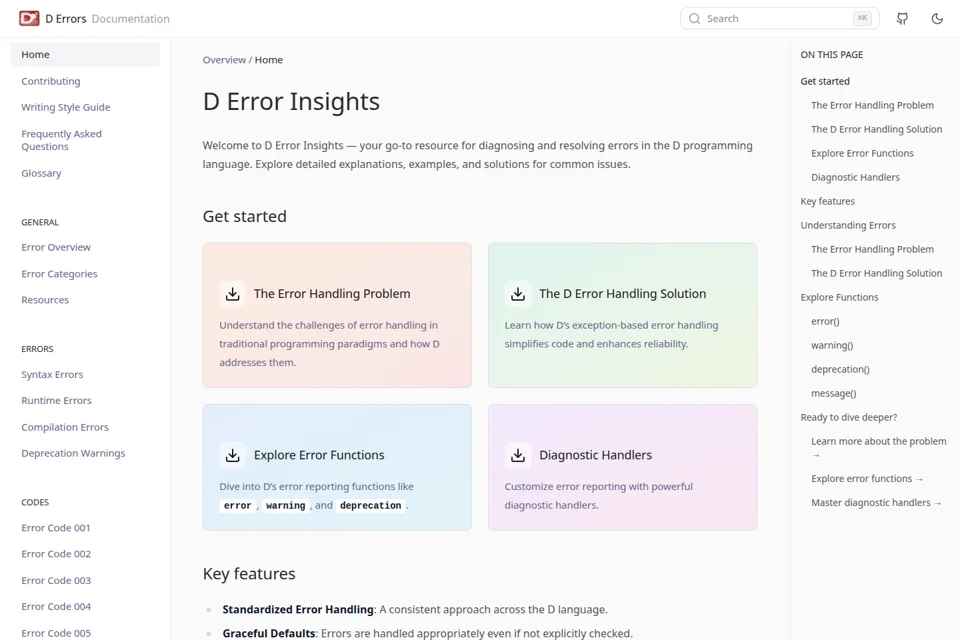 D Errors Documentation
Search
⌘K
Home
Contributing
Writing Style Guide
Frequently Asked
Questions
Glossary
GENERAL
Error Overview
Error Categories
Resources
ERRORS
Syntax Errors
Runtime Errors
Compilation Errors
Deprecation Warnings
CODES
Error Code 001
Error Code 002
Error Code 003
Error Code 004
Error Code 005
Overview / Home
D Error Insights
Welcome to D Error Insights — your go-to resource for diagnosing and resolving errors in the D programming
language. Explore detailed explanations, examples, and solutions for common issues.
Get started
The Error Handling Problem
Understand the challenges of error handling in
traditional programming paradigms and how D
addresses them.
The D Error Handling Solution
Learn how D's exception-based error handling
simplifies code and enhances reliability.
Explore Error Functions
Dive into D's error reporting functions like
error, warning, and deprecation.
Diagnostic Handlers
Customize error reporting with powerful
diagnostic handlers.
Key features
Standardized Error Handling: A consistent approach across the D language.
Graceful Defaults: Errors are handled appropriately even if not explicitly checked.
ON THIS PAGE
Get started
The Error Handling Problem
The D Error Handling Solution
Explore Error Functions
Diagnostic Handlers
Key features
Understanding Errors
The Error Handling Problem
The D Error Handling Solution
Explore Functions
error()
warning()
deprecation()
message()
Ready to dive deeper?
Learn more about the problem
→
Explore error functions →
Master diagnostic handlers →